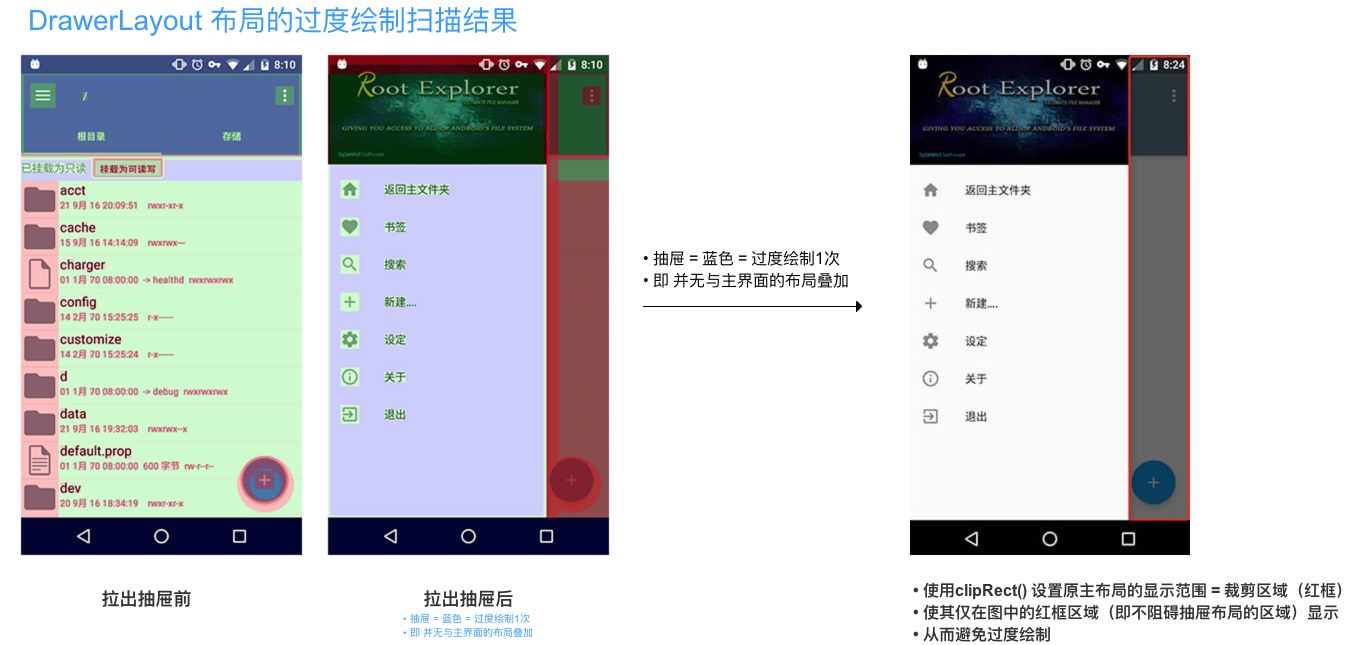 DrawerLayout 布局的过度绘制扫描结果
8:10
/
根目录
存储
已挂载为只读
挂载为可读写
acct
21 9月 16 20:09:51 rwxr-xr-x
cache
15 9月 16 14:14:09 rwxrwx---
charger
01 1月 70 08:00:00 -> healthd rwxrwxrwx
config
14 2月 70 15:25:25 r-x------
customize
14 2月 70 15:25:24 r-x------
d
01 1月 70 08:00:00 -> debug rwxrwxrwx
data
21 9月 16 19:32:03 rwxrwx--x
default.prop
01 1月 70 08:00:00 600 字节 rw-r--r--
dev
20 9月 16 18:34:19 rwxr-xr-x
拉出抽屉前
8:10
Root Explorer
ULTIMATE FILE MANAGER
GIVING YOU ACCESS TO ALL OF ANDROID'S FILE SYSTEM
Speed Software
返回主文件夹
书签
搜索
新建....
设定
关于
退出
拉出抽屉后
• 抽屉 = 蓝色 = 过度绘制1次
• 即 并无与主界面的布局叠加
• 抽屉 = 蓝色 = 过度绘制1次
• 即 并无与主界面的布局叠加
8:24
Root Explorer
ULTIMATE FILE MANAGER
GIVING YOU ACCESS TO ALL OF ANDROID'S FILE SYSTEM
Speed Software
返回主文件夹
书签
搜索
新建....
设定
关于
退出
• 使用clipRect() 设置原主布局的显示范围 = 裁剪区域（红框）
• 使其仅在图中的红框区域（即不阻碍抽屉布局的区域）显示
• 从而避免过度绘制